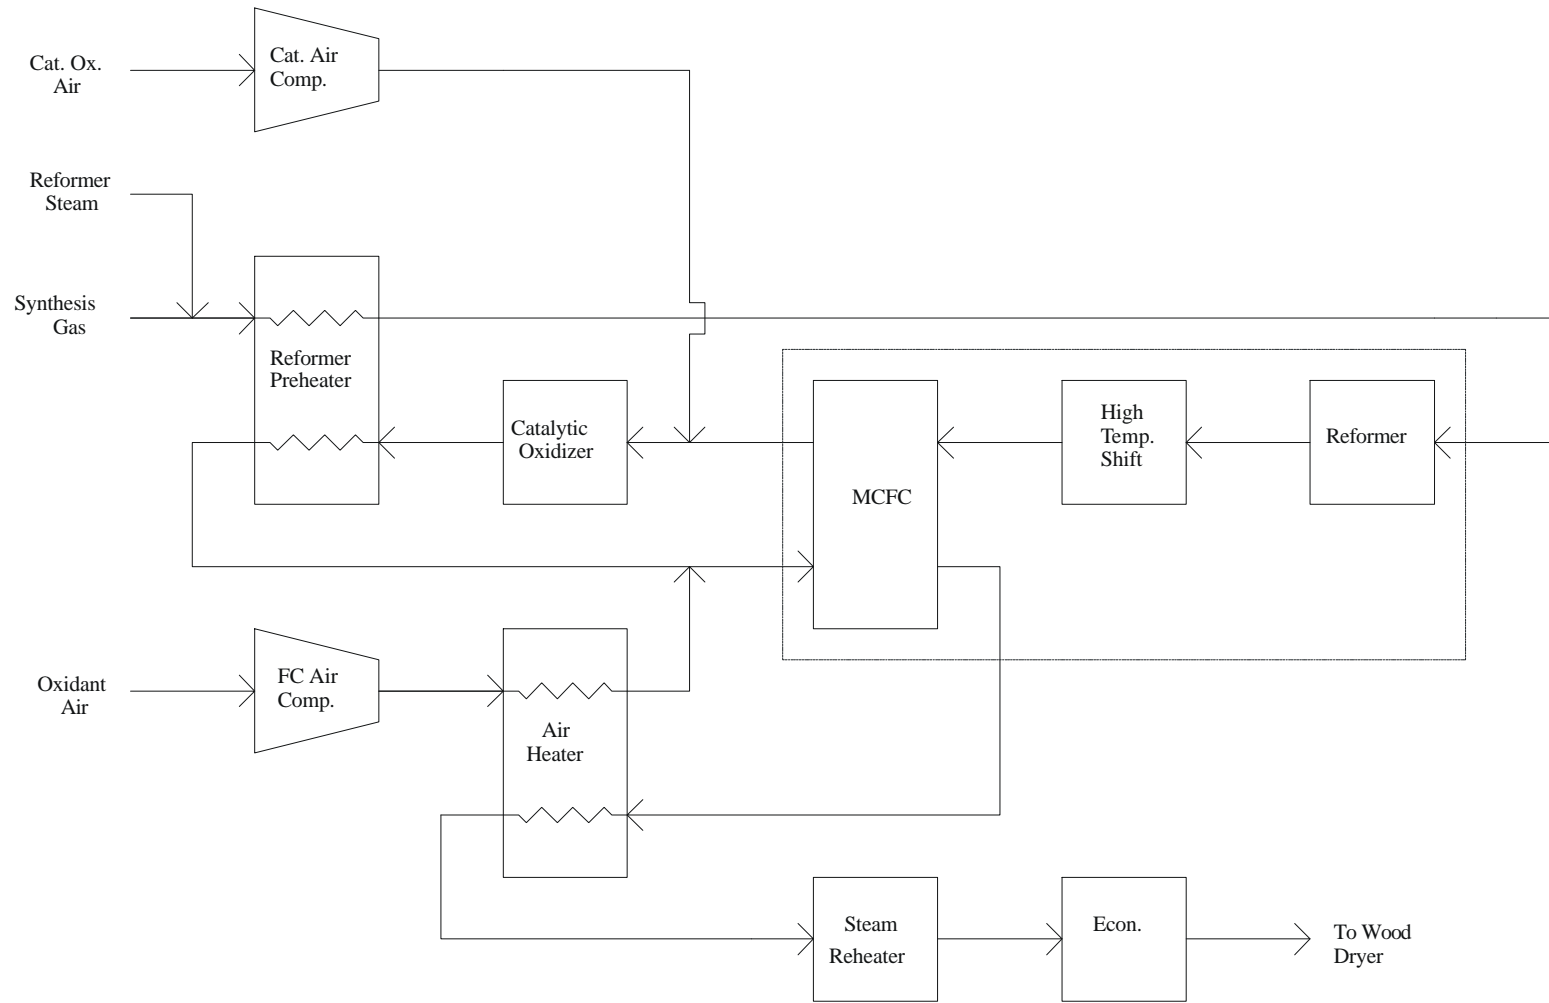 Cat. Ox.
Air
Cat. Air
Comp.
Reformer
Steam
Synthesis
Gas
Reformer
Preheater
Catalytic
Oxidizer
MCFC
High
Temp.
Shift
Reformer
Oxidant
Air
FC Air
Comp.
Air
Heater
Steam
Reheater
Econ.
To Wood
Dryer